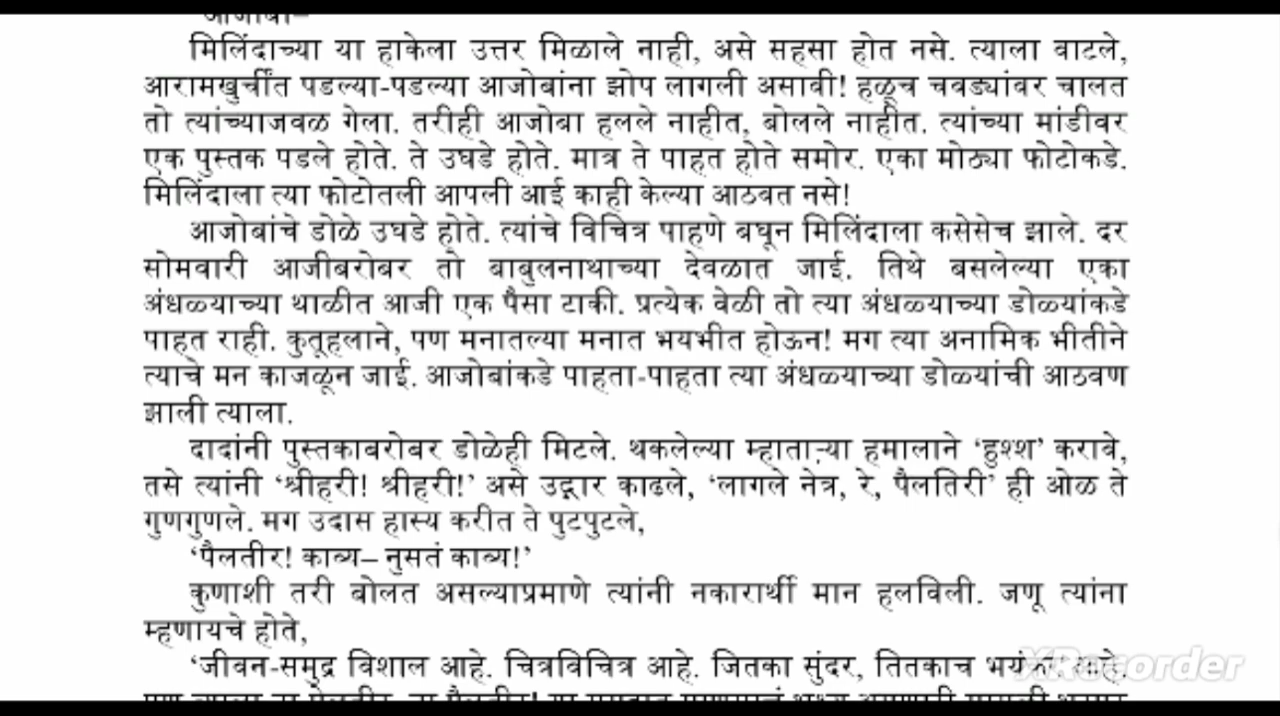 आजोबा–
मिलिंदाच्या या हाकेला उत्तर मिळाले नाही, असे सहसा होत नसे. त्याला वाटले,
आरामखुर्चीत पडल्या-पडल्या आजोबांना झोप लागली असावी! हळूच चवड्यांवर चालत
तो त्यांच्याजवळ गेला. तरीही आजोबा हलले नाहीत, बोलले नाहीत. त्यांच्या मांडीवर
एक पुस्तक पडले होते. ते उघडे होते. मात्र ते पाहत होते समोर. एका मोठ्या फोटोकडे.
मिलिंदाला त्या फोटोतली आपली आई काही केल्या आठवत नसे!
आजोबांचे डोळे उघडे होते. त्यांचे विचित्र पाहणे बघून मिलिंदाला कसेसेच झाले. दर
सोमवारी आजीबरोबर तो बाबुलनाथाच्या देवळात जाई. तिथे बसलेल्या एका
अंधळ्याच्या थाळीत आजी एक पैसा टाकी. प्रत्येक वेळी तो त्या अंधळ्याच्या डोळ्यांकडे
पाहत राही. कुतूहलाने, पण मनातल्या मनात भयभीत होऊन! मग त्या अनामिक भीतीने
त्याचे मन काजळून जाई. आजोबांकडे पाहता-पाहता त्या अंधळ्याच्या डोळ्यांची आठवण
झाली त्याला.
दादांनी पुस्तकाबरोबर डोळेही मिटले. थकलेल्या म्हाताऱ्या हमालाने ‘हुश्श’ करावे,
तसे त्यांनी ‘श्रीहरी! श्रीहरी!’ असे उद्गार काढले, ‘लागले नेत्र, रे, पैलतिरी’ ही ओळ ते
गुणगुणले. मग उदास हास्य करीत ते पुटपुटले,
‘पैलतीर! काव्य– नुसतं काव्य!’
कुणाशी तरी बोलत असल्याप्रमाणे त्यांनी नकारार्थी मान हलविली. जणू त्यांना
म्हणायचे होते,
‘जीवन-समुद्र विशाल आहे. चित्रविचित्र आहे. जितका सुंदर, तितकाच भयंकर आहे.
XRecorder